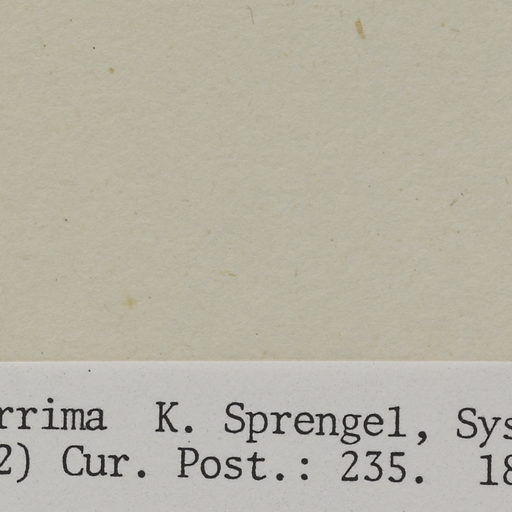 rrima K. Sprengel, Sys
2) Cur. Post.: 235. 18